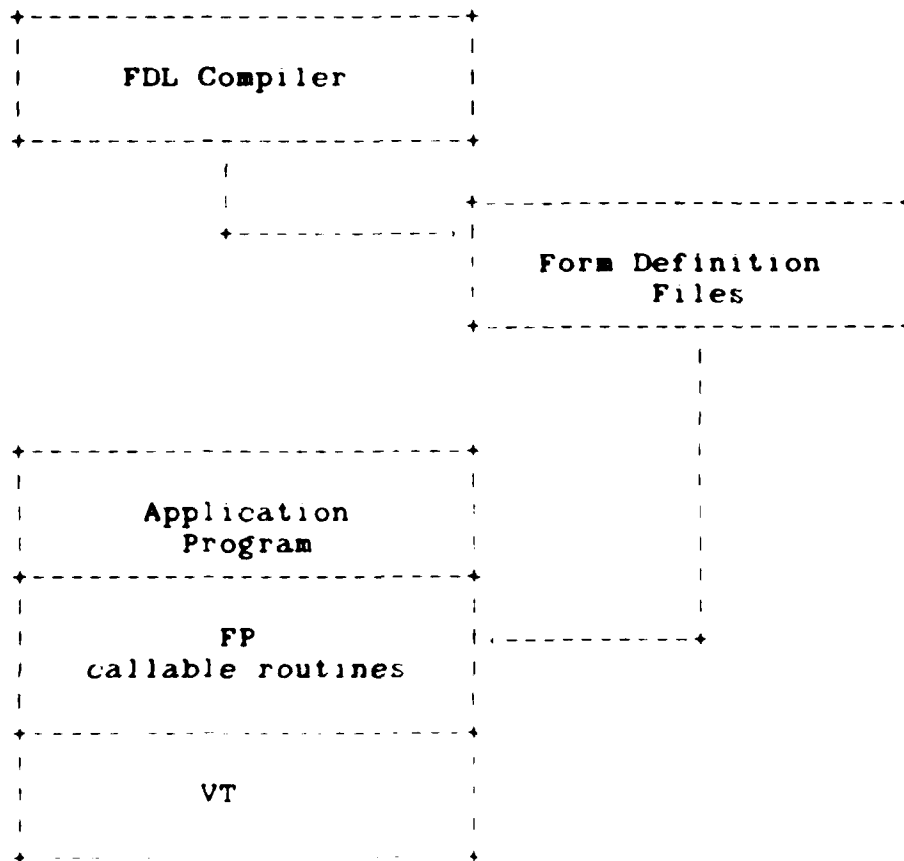 FDL Compiler
Form Definition
Files
Application
Program
FP
callable routines
VT